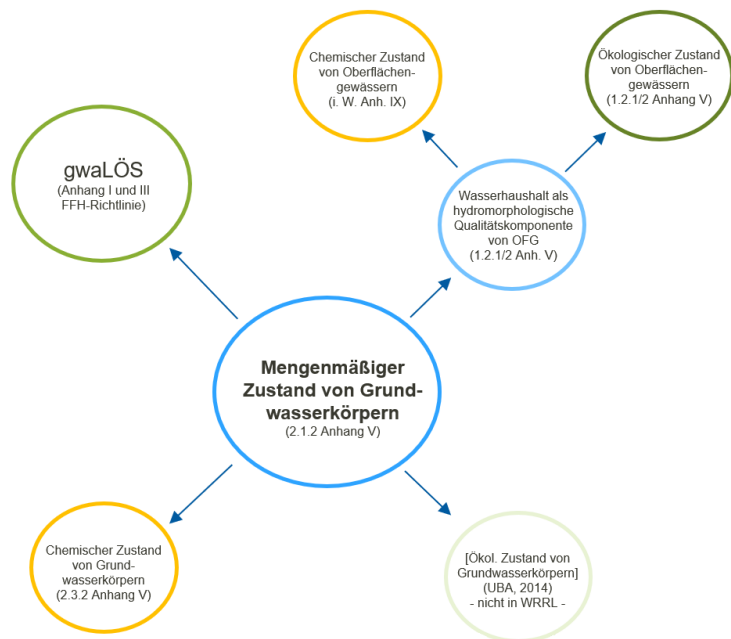 Chemischer Zustand
von Oberflächen-
gewässern
(i. W. Anh. IX)
Ökologischer Zustand
von Oberflächen-
gewässern
(1.2.1/2 Anhang V)
gwaLÖS
(Anhang I und III
FFH-Richtlinie)
Wasserhaushalt als
hydromorphologische
Qualitätskomponente
von OFG
(1.2.1/2 Anh. V)
Mengenmäßiger
Zustand von Grund-
wasserkörpern
(2.1.2 Anhang V)
Chemischer Zustand
von Grund-
wasserkörpern
(2.3.2 Anhang V)
[Ökol. Zustand von
Grundwasserkörpern]
(UBA, 2014)
- nicht in WRRL -